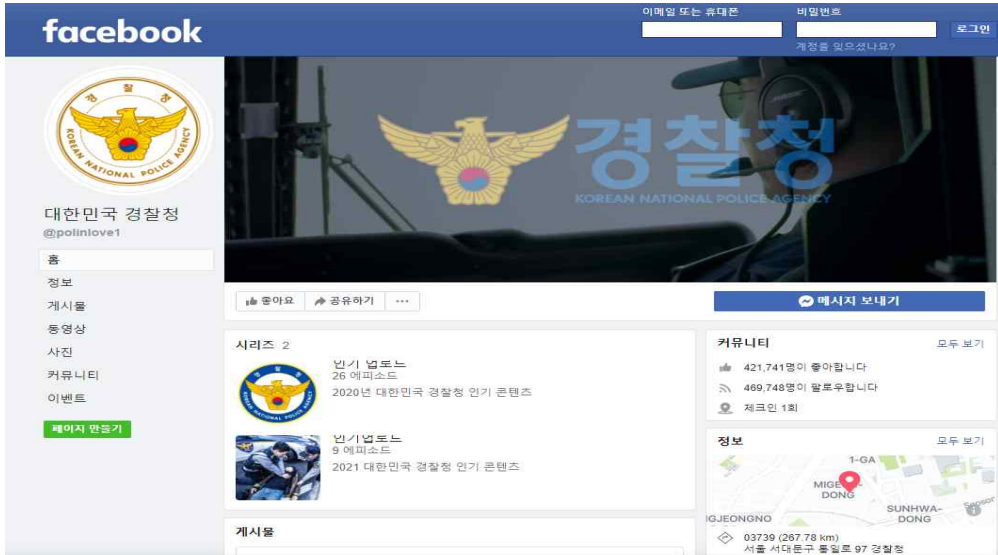 facebook
이메일 또는 휴대폰
비밀번호
로그인
계정을 잊으셨나요?
경찰청
KOREAN NATIONAL POLICE AGENCY
대한민국 경찰청
@polinlove1
홈
정보
게시물
동영상
사진
커뮤니티
이벤트
페이지 만들기
경찰청
KOREAN NATIONAL POLICE AGENCY
좋아요
공유하기
...
메시지 보내기
시리즈 2
인기 업로드
26 에피소드
2020년 대한민국 경찰청 인기 콘텐츠
인기업로드
9 에피소드
2021 대한민국 경찰청 인기 콘텐츠
게시물
커뮤니티
모두 보기
421,741명이 좋아합니다
469,748명이 팔로우합니다
체크인 1회
정보
모두 보기
1-GA
DONG
SUNHWA-
DONG
GJEONGNO
03739 (267.78 km)
서울 서대문구 통일로 97 경찰청